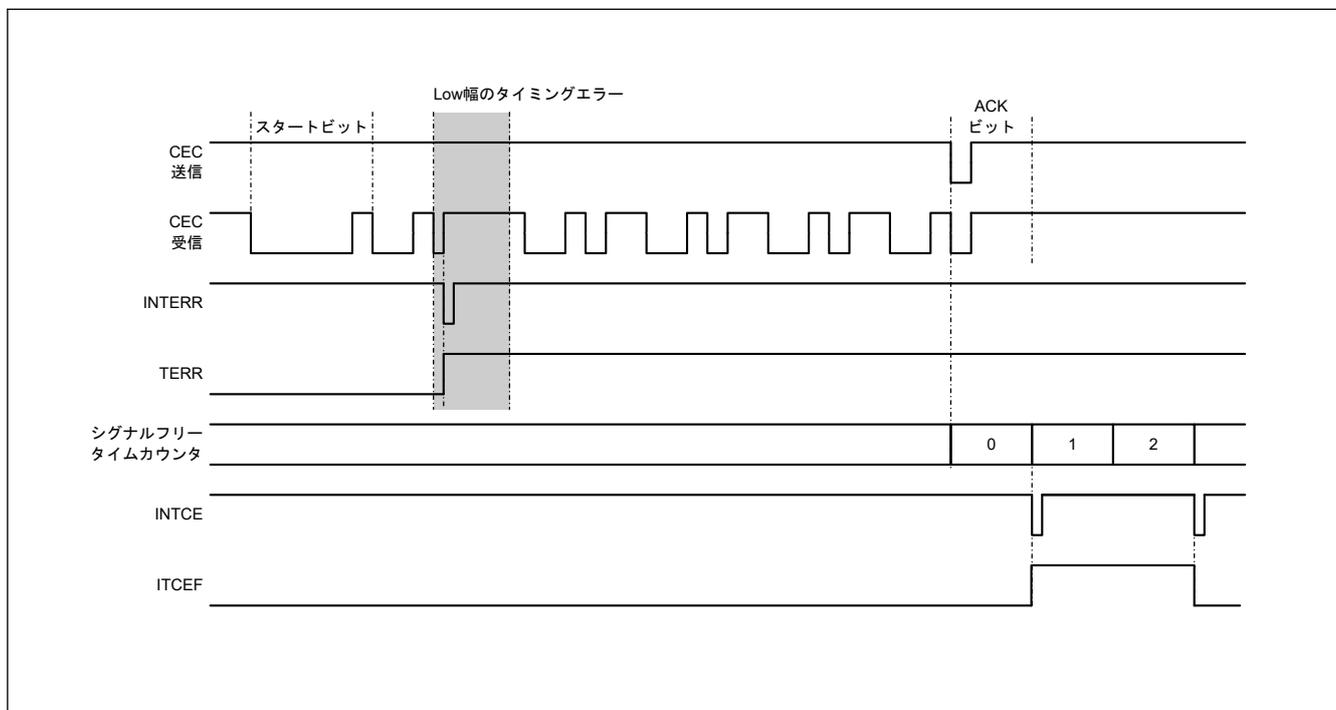 Low幅のタイミングエラー
スタートビット
ACK
ビット
CEC
送信
CEC
受信
INTERR
TERR
シグナルフリー
タイムカウンタ
0
1
2
INTCE
ITCEF